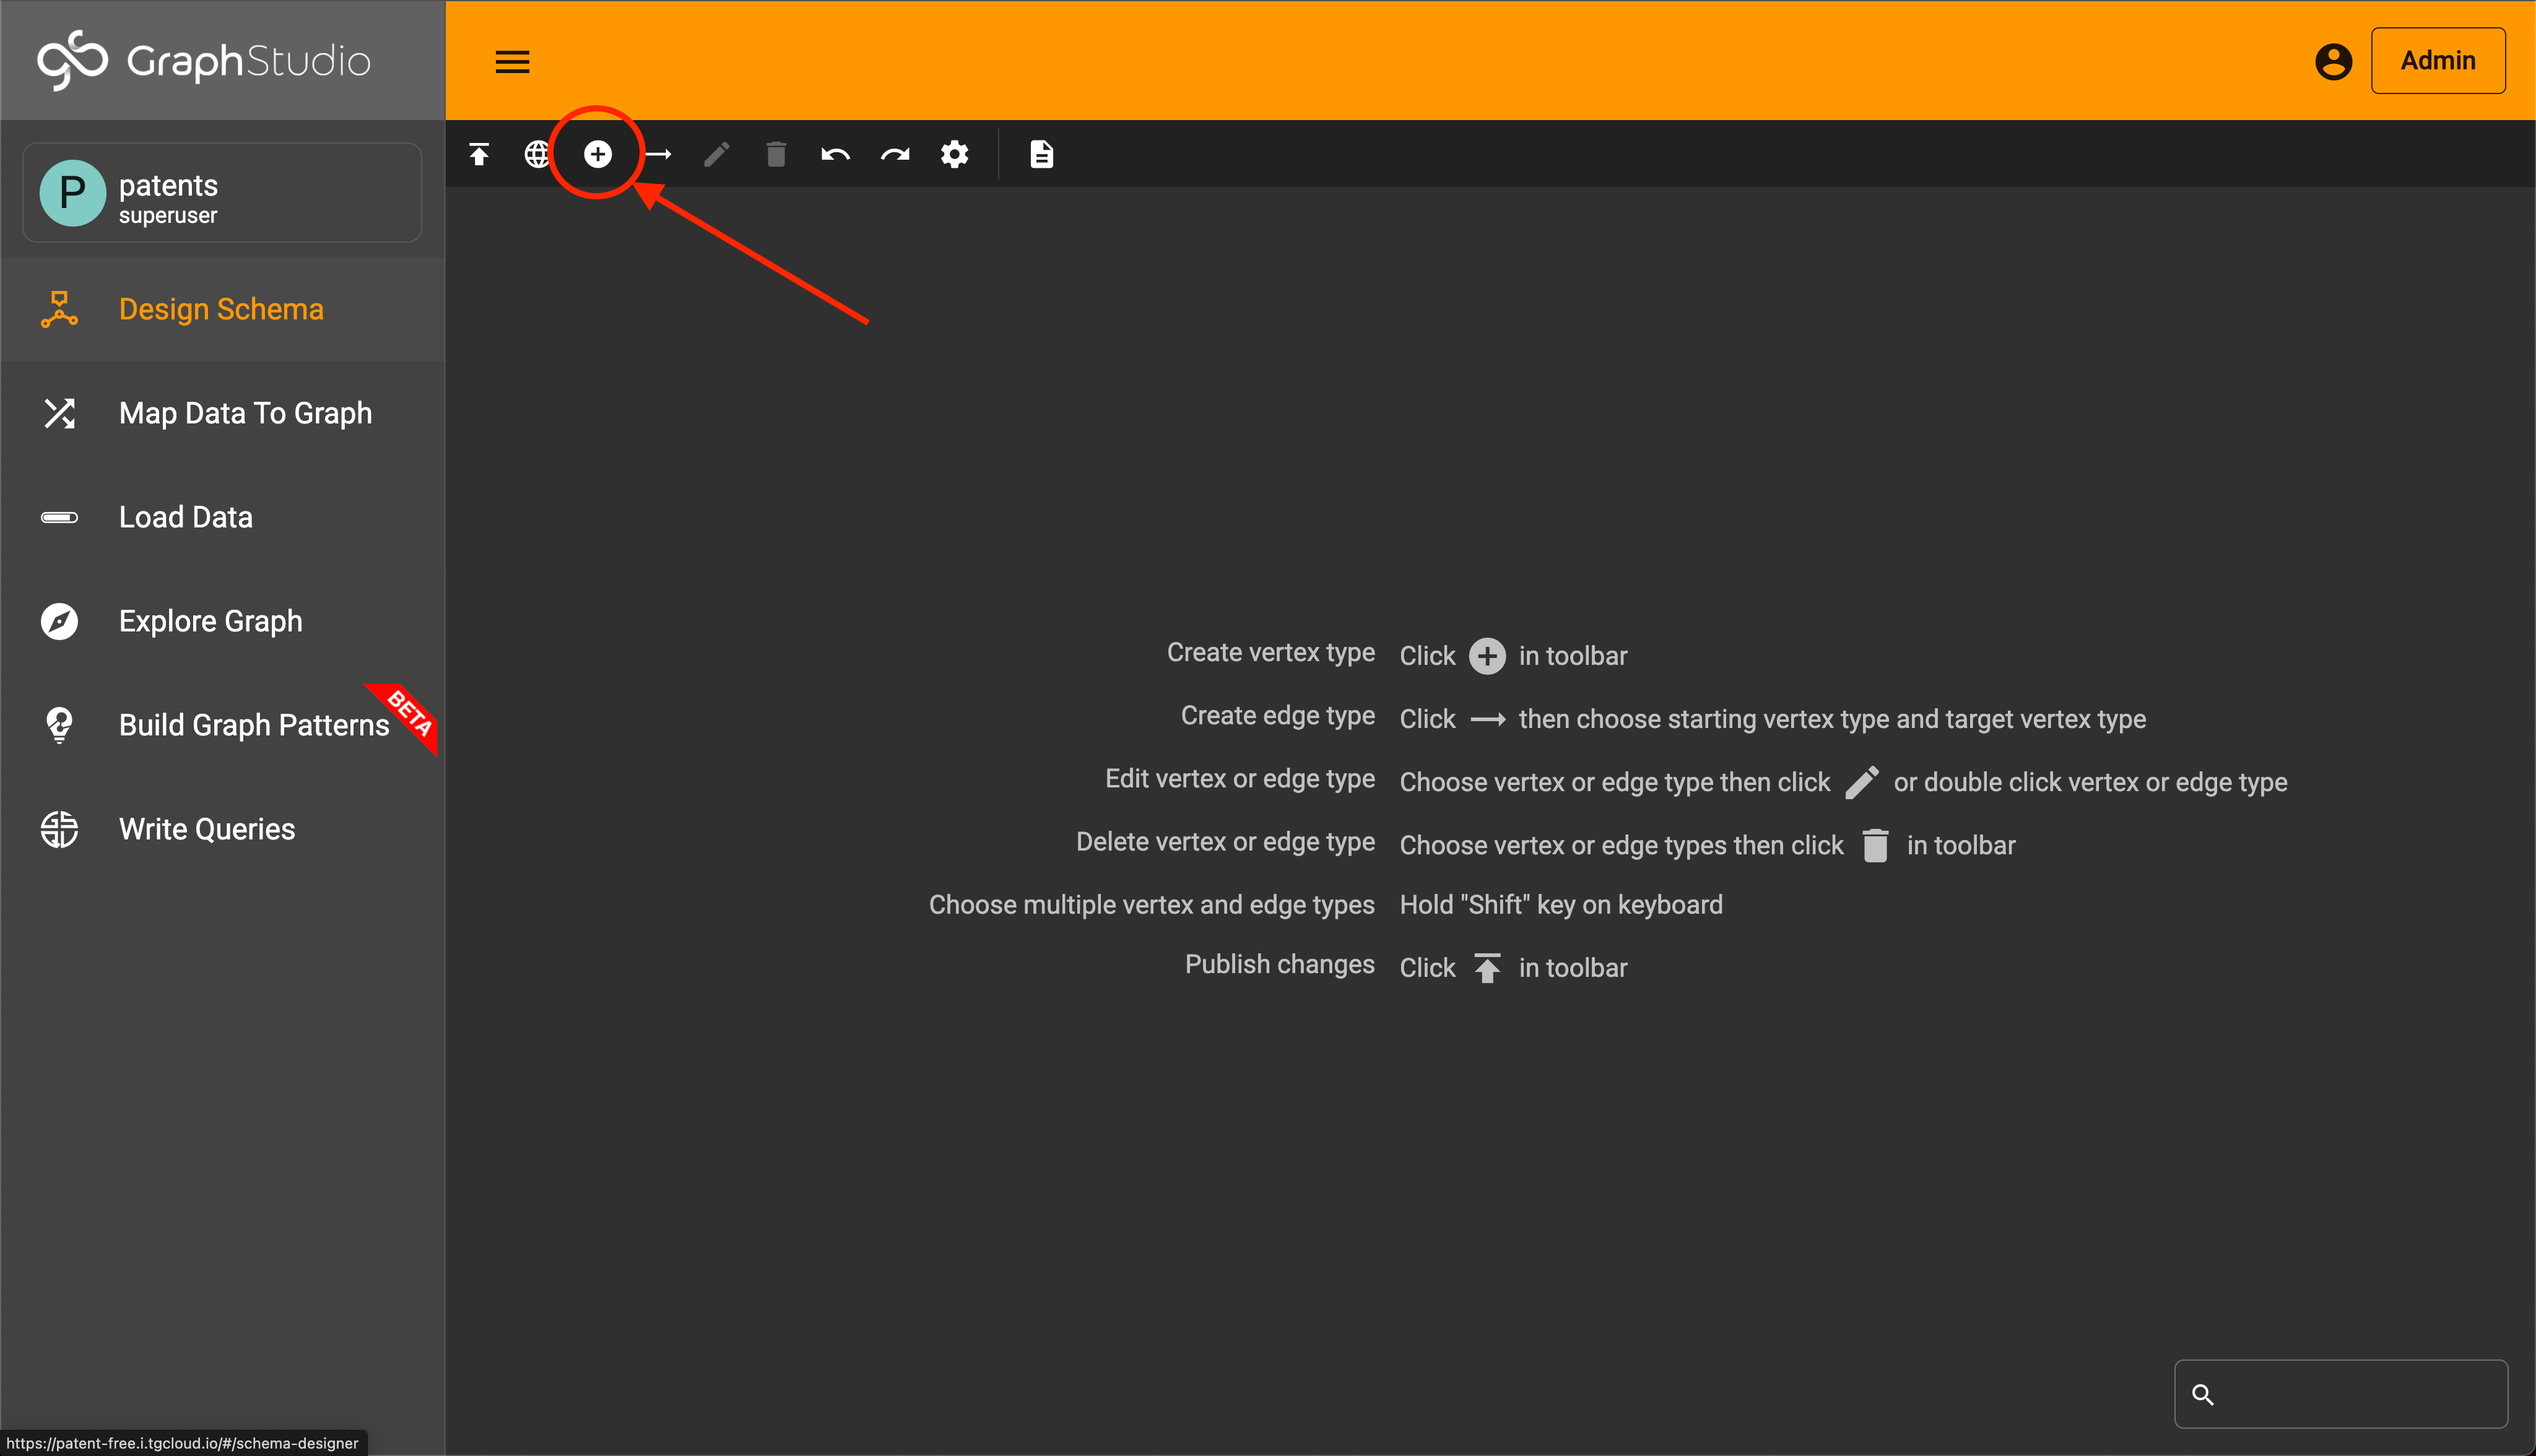 GraphStudio
Admin
P
patents
superuser
Design Schema
Map Data To Graph
Load Data
Explore Graph
Build Graph Patterns
BETA
Write Queries
Create vertex type Click in toolbar
Create edge type Click then choose starting vertex type and target vertex type
Edit vertex or edge type Choose vertex or edge type then click or double click vertex or edge type
Delete vertex or edge type Choose vertex or edge types then click in toolbar
Choose multiple vertex and edge types Hold "Shift" key on keyboard
Publish changes Click in toolbar
https://patent-free.i.tgcloud.io/#/schema-designer